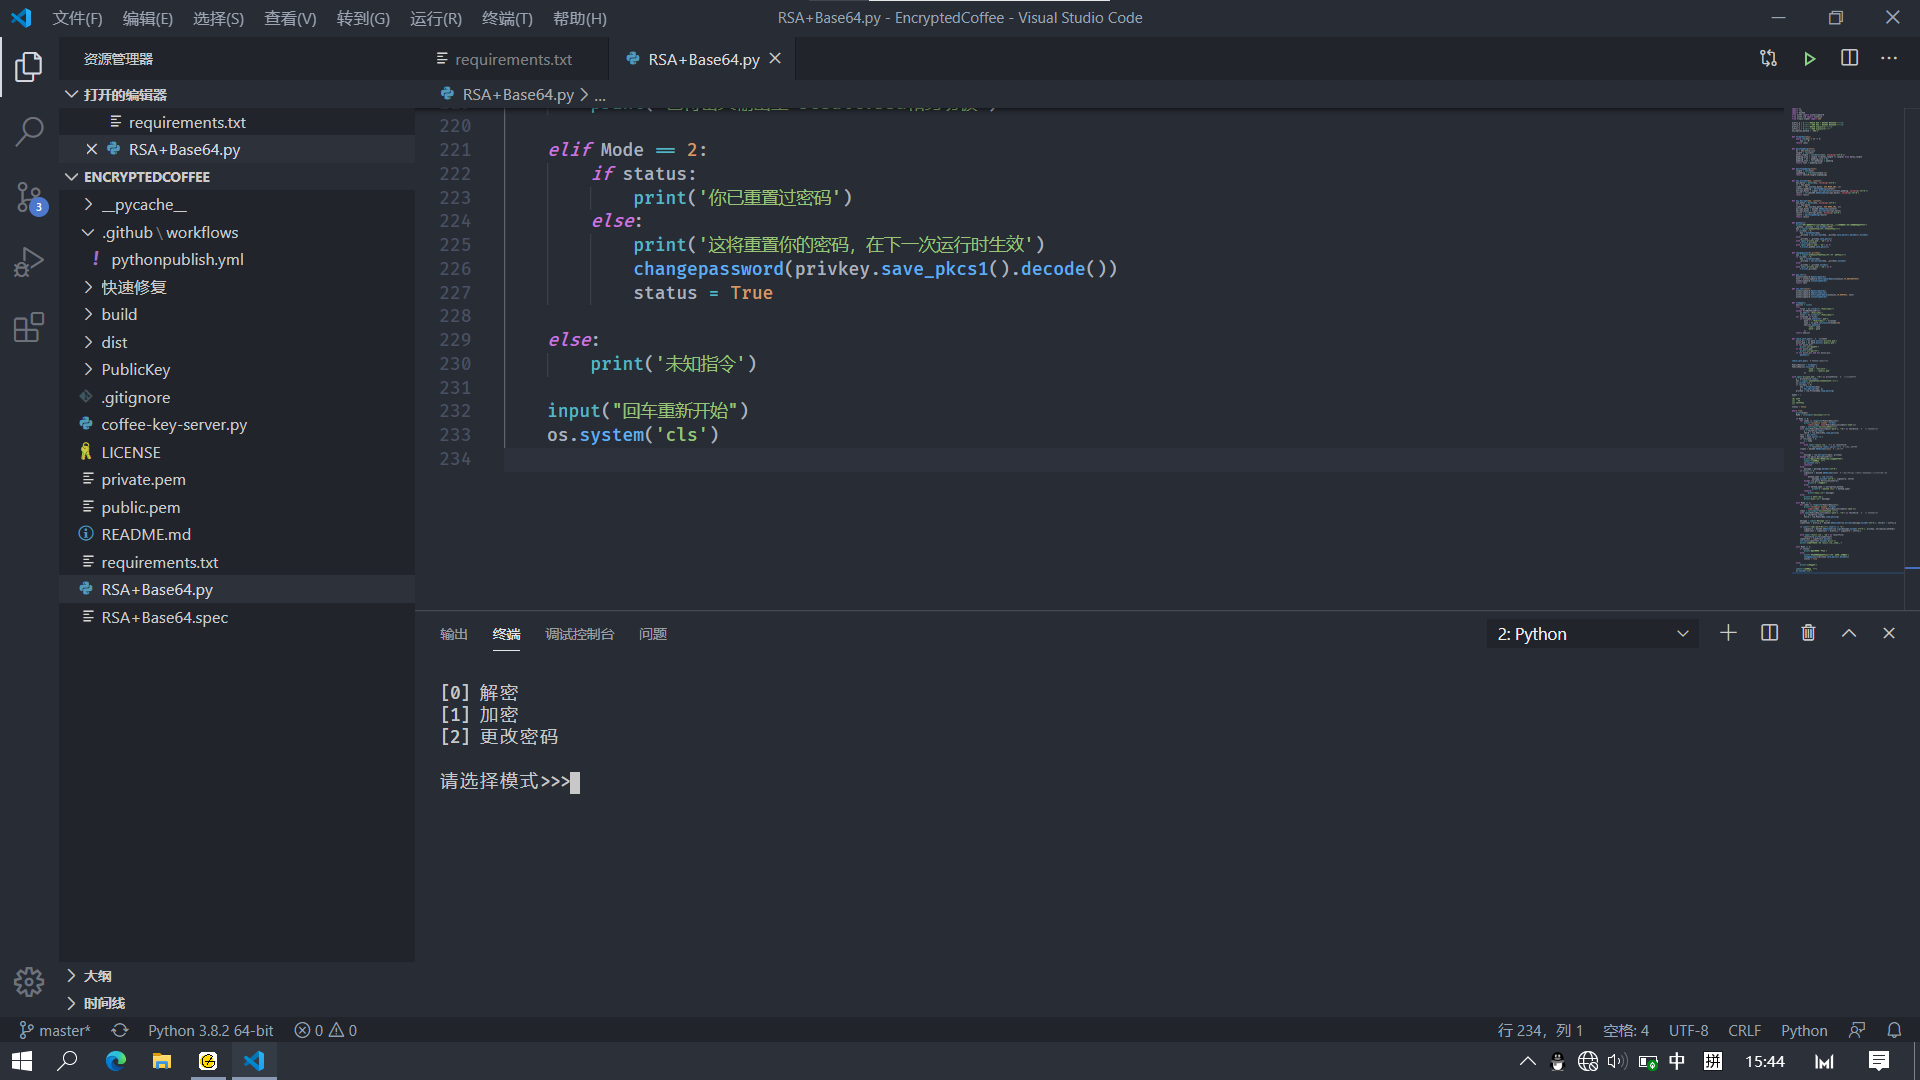 文件(F) 编辑(E) 选择(S) 查看(V) 转到(G) 运行(R) 终端(T) 帮助(H)
RSA+Base64.py - EncryptedCoffee - Visual Studio Code
资源管理器
requirements.txt
RSA+Base64.py
打开的编辑器
requirements.txt
RSA+Base64.py
ENCRYPTEDCOFFEE
__pycache__
.github \ workflows
pythonpublish.yml
快速修复
build
dist
PublicKey
.gitignore
coffee-key-server.py
LICENSE
private.pem
public.pem
README.md
requirements.txt
RSA+Base64.py
RSA+Base64.spec
大纲
时间线
3
RSA+Base64.py > ...
220
221 elif Mode == 2:
222 if status:
223 print('你已重置过密码')
224 else:
225 print('这将重置你的密码，在下一次运行时生效')
226 changepassword(privkey.save_pkcs1().decode())
227 status = True
228
229 else:
230 print('未知指令')
231
232 input("回车重新开始")
233 os.system('cls')
234
输出 终端 调试控制台 问题
2: Python
[0] 解密
[1] 加密
[2] 更改密码
请选择模式>>>
master* Python 3.8.2 64-bit 0 0
行 234，列 1 空格: 4 UTF-8 CRLF Python
中 拼 15:44